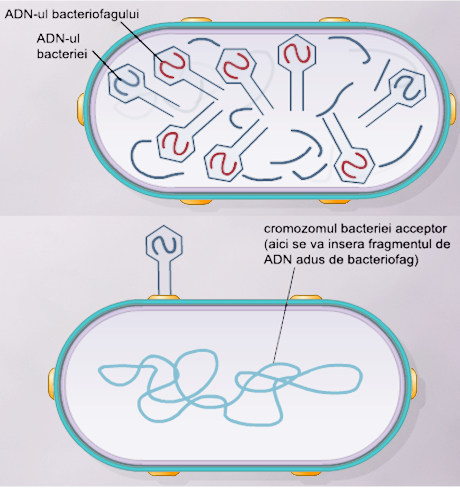 ADN-ul bacteriofagului
ADN-ul
bacteriei
cromozomul bacteriei acceptor
(aici se va insera fragmentul de
ADN adus de bacteriofag)